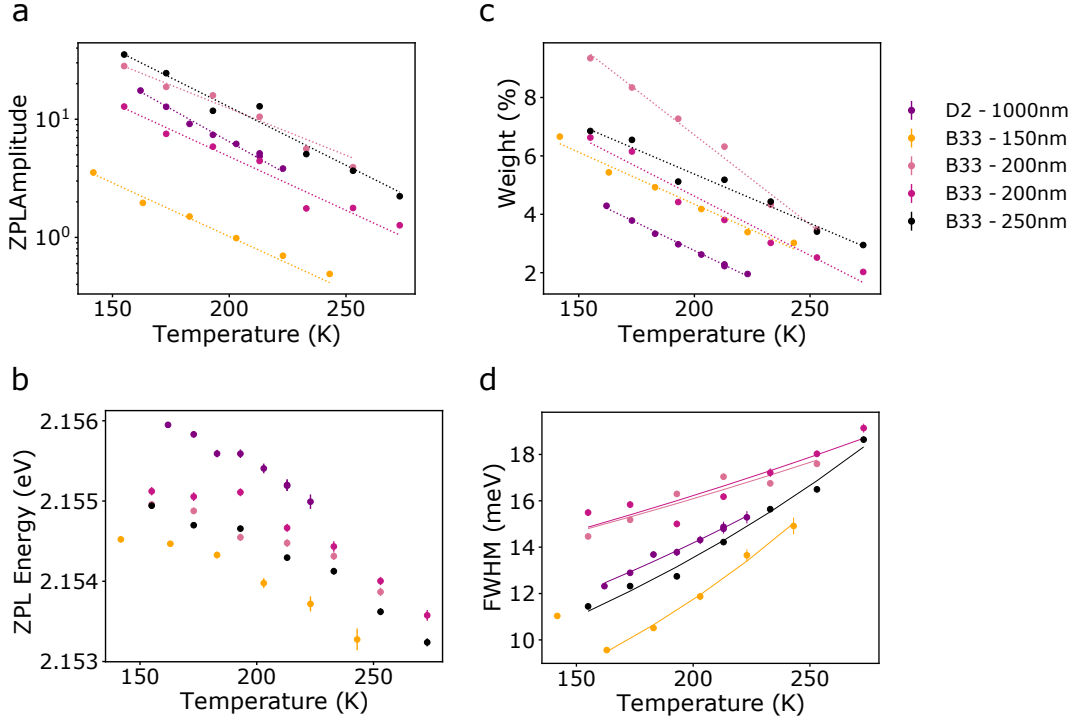 a
ZPLAmplitude
10¹
10⁰
150
200
250
Temperature (K)
c
Weight (%)
8
6
4
2
150
200
250
Temperature (K)
D2 - 1000nm
B33 - 150nm
B33 - 200nm
B33 - 200nm
B33 - 250nm
b
ZPL Energy (eV)
2.156
2.155
2.154
2.153
150
200
250
Temperature (K)
d
FWHM (meV)
18
16
14
12
10
150
200
250
Temperature (K)